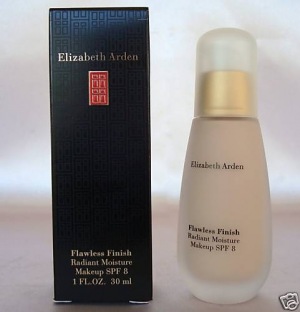 Elizabeth Arden
Flawless Finish
Radiant Moisture
Makeup SPF 8
1 FL.OZ. 30 ml
Elizabeth Arden
Flawless Finish
Radiant Moisture
Makeup SPF 8